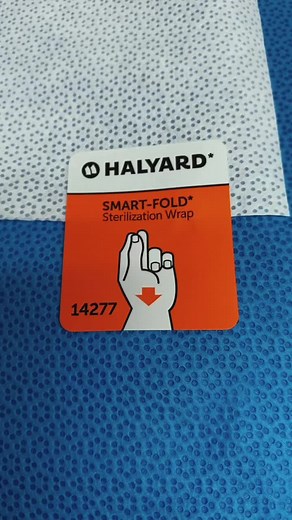 HALYARD*
SMART-FOLD*
Sterilization Wrap
14277